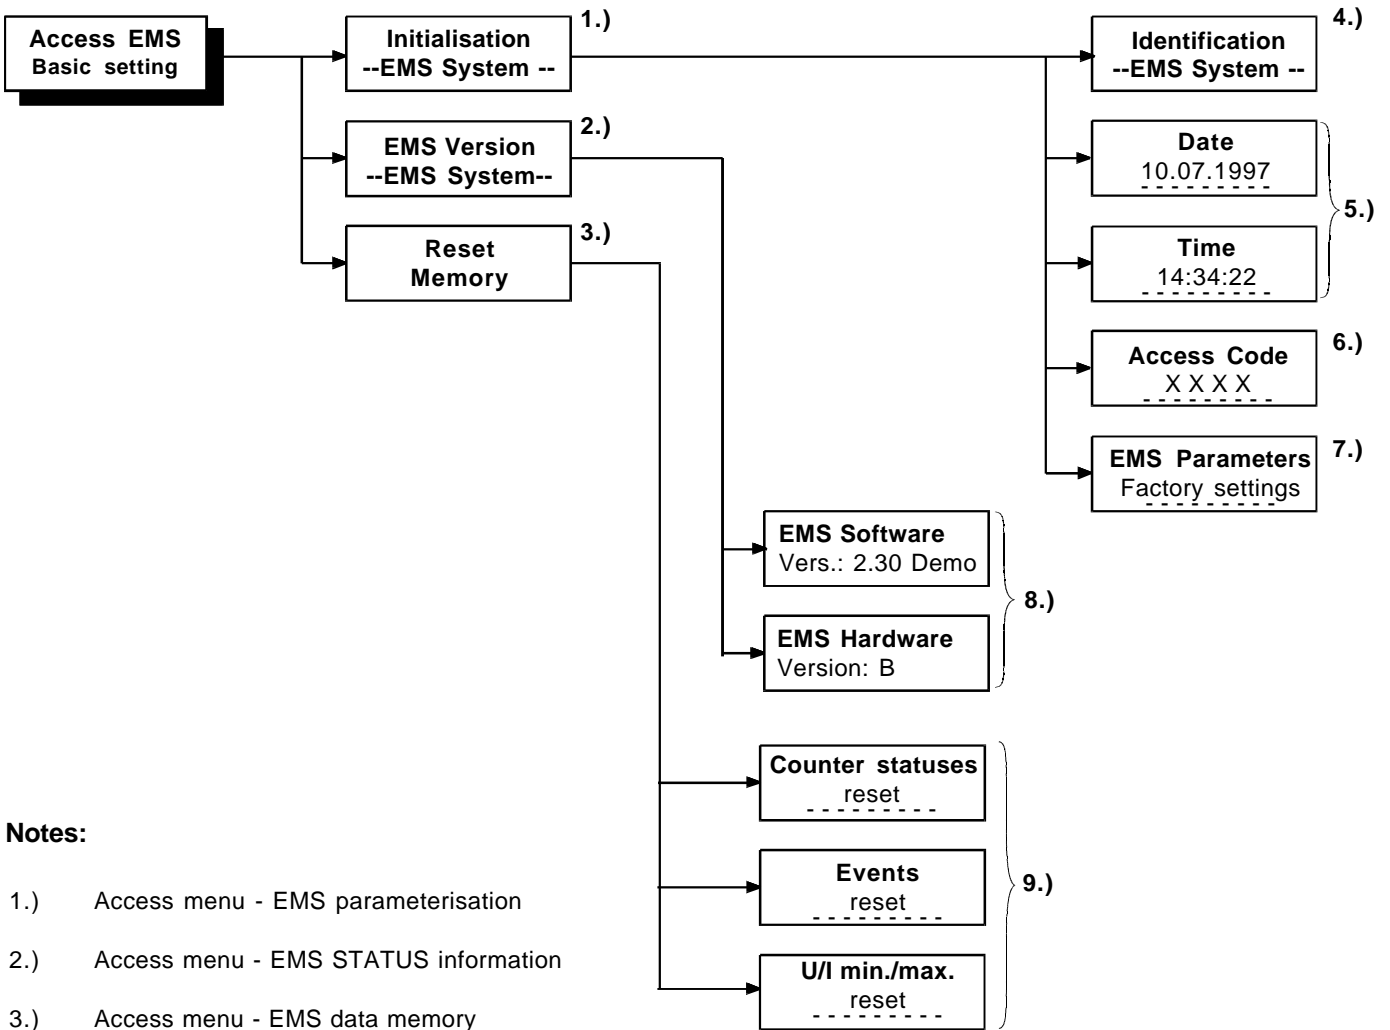 Access EMS
Basic setting
Initialisation
--EMS System --
1.)
EMS Version
--EMS System--
2.)
Reset
Memory
3.)
Identification
--EMS System --
4.)
Date
10.07.1997
Time
14:34:22
5.)
Access Code
X X X X
6.)
EMS Parameters
Factory settings
7.)
EMS Software
Vers.: 2.30 Demo
EMS Hardware
Version: B
8.)
Counter statuses
reset
Events
reset
U/I min./max.
reset
9.)
Notes:
1.) Access menu - EMS parameterisation
2.) Access menu - EMS STATUS information
3.) Access menu - EMS data memory